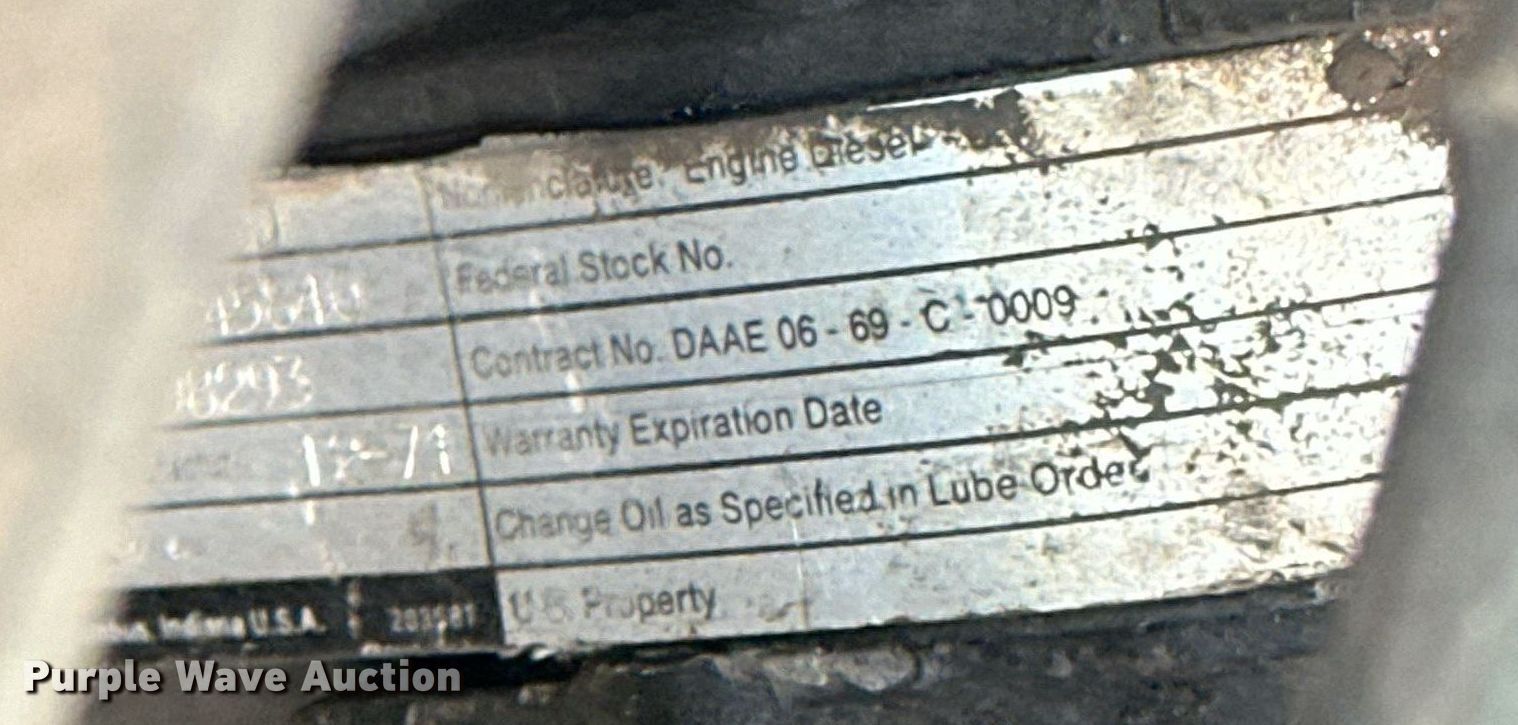 Nomenclature: Engine Diesel
Federal Stock No.
Contract No. DAAE 06 - 69 - C - 0009
8293
Warranty Expiration Date
-71
Change Oil as Specified in Lube Order
Indiana U.S.A.
U.S. Property
Purple Wave Auction